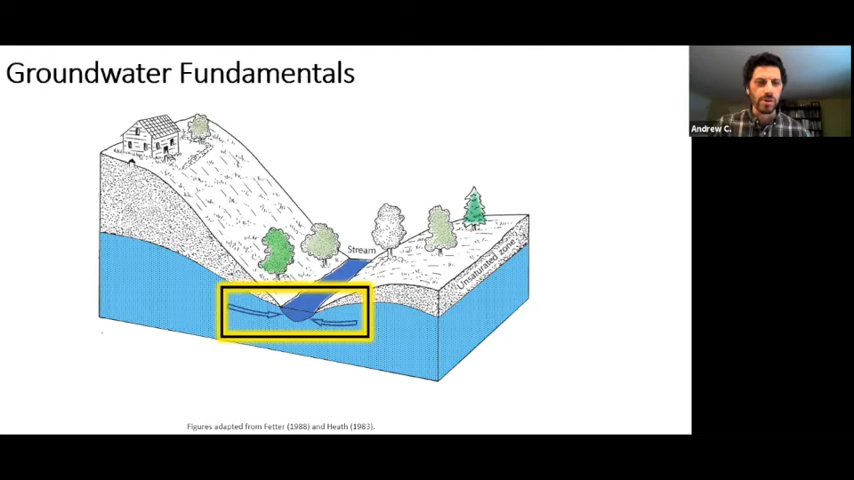 Groundwater Fundamentals
Andrew C.
Stream
Unsaturated zone
Figures adapted from Fetter (1988) and Heath (1983).